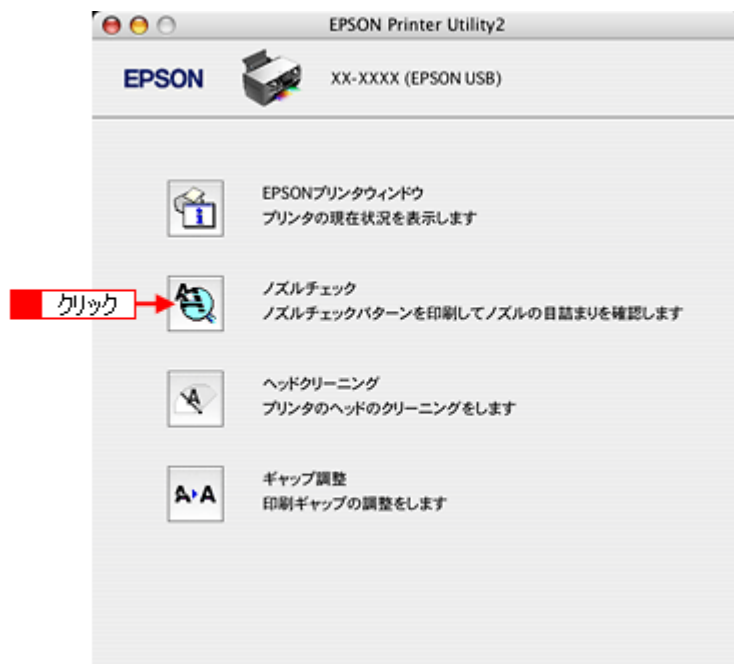 EPSON Printer Utility2
EPSON
XX-XXXX (EPSON USB)
EPSONプリンタウィンドウ
プリンタの現在状況を表示します
クリック
ノズルチェック
ノズルチェックパターンを印刷してノズルの目詰まりを確認します
ヘッドクリーニング
プリンタのヘッドのクリーニングをします
ギャップ調整
印刷ギャップの調整をします